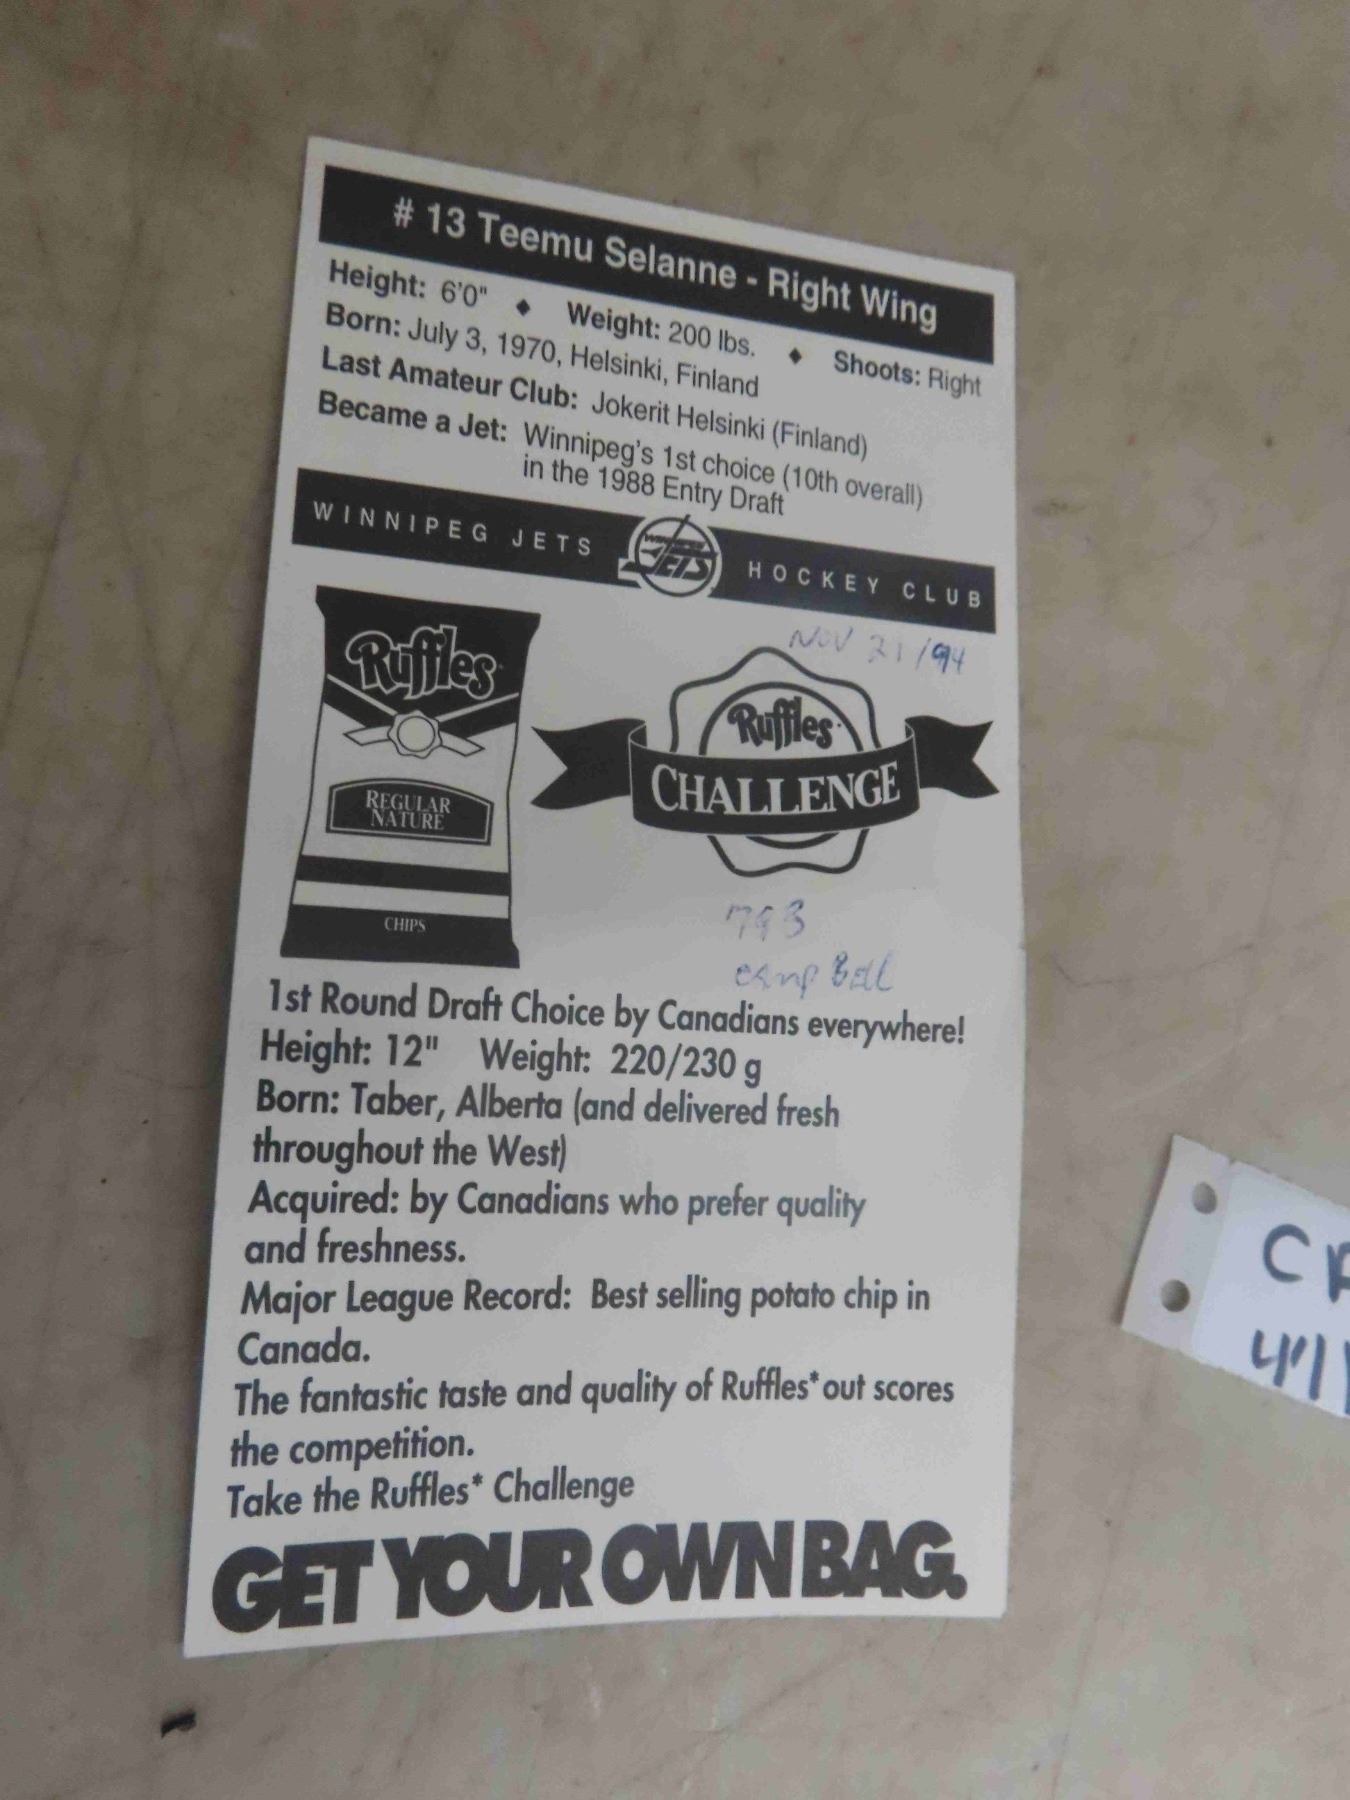 # 13 Teemu Selanne - Right Wing
Height: 6'0" ♦ Weight: 200 lbs. ♦ Shoots: Right
Born: July 3, 1970, Helsinki, Finland
Last Amateur Club: Jokerit Helsinki (Finland)
Became a Jet: Winnipeg's 1st choice (10th overall)
in the 1988 Entry Draft
WINNIPEG JETS WINNIPEG JETS HOCKEY CLUB
NOV 21/94
Ruffles
REGULAR
NATURE
CHIPS
Ruffles
CHALLENGE
793
campBell
1st Round Draft Choice by Canadians everywhere!
Height: 12" Weight: 220/230 g
Born: Taber, Alberta (and delivered fresh
throughout the West)
Acquired: by Canadians who prefer quality
and freshness.
Major League Record: Best selling potato chip in
Canada.
The fantastic taste and quality of Ruffles* out scores
the competition.
Take the Ruffles* Challenge
GET YOUR OWN BAG.